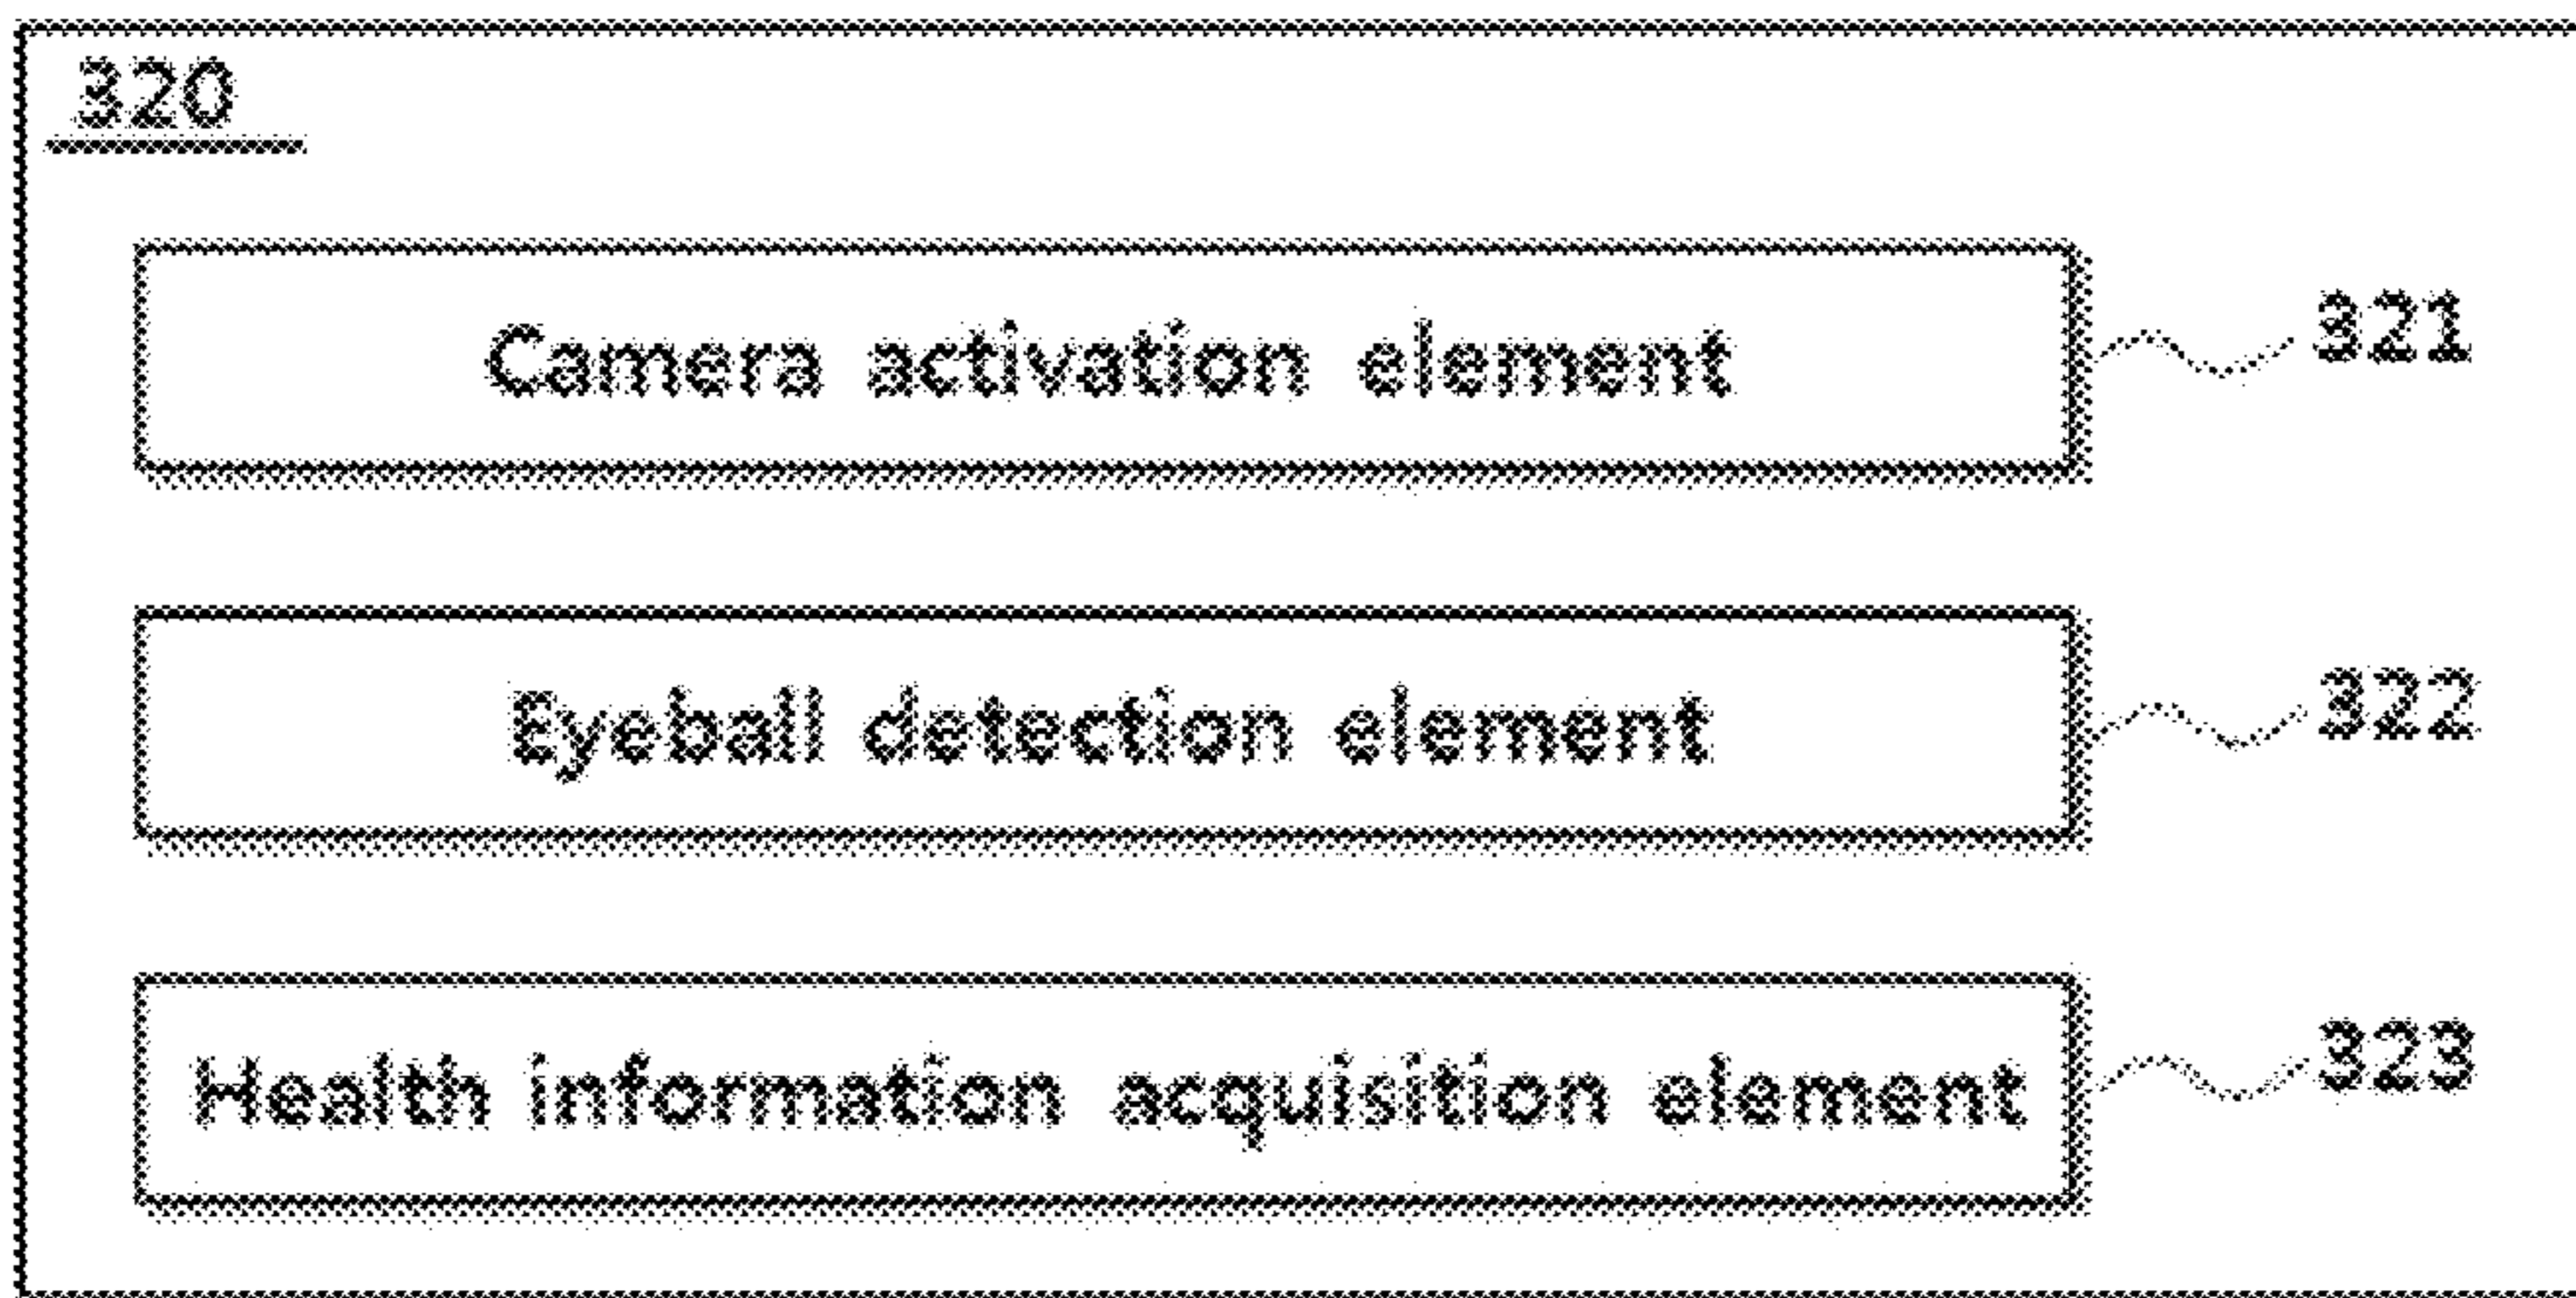 320
Camera activation element 321
Eyeball detection element 322
Health information acquisition element 323